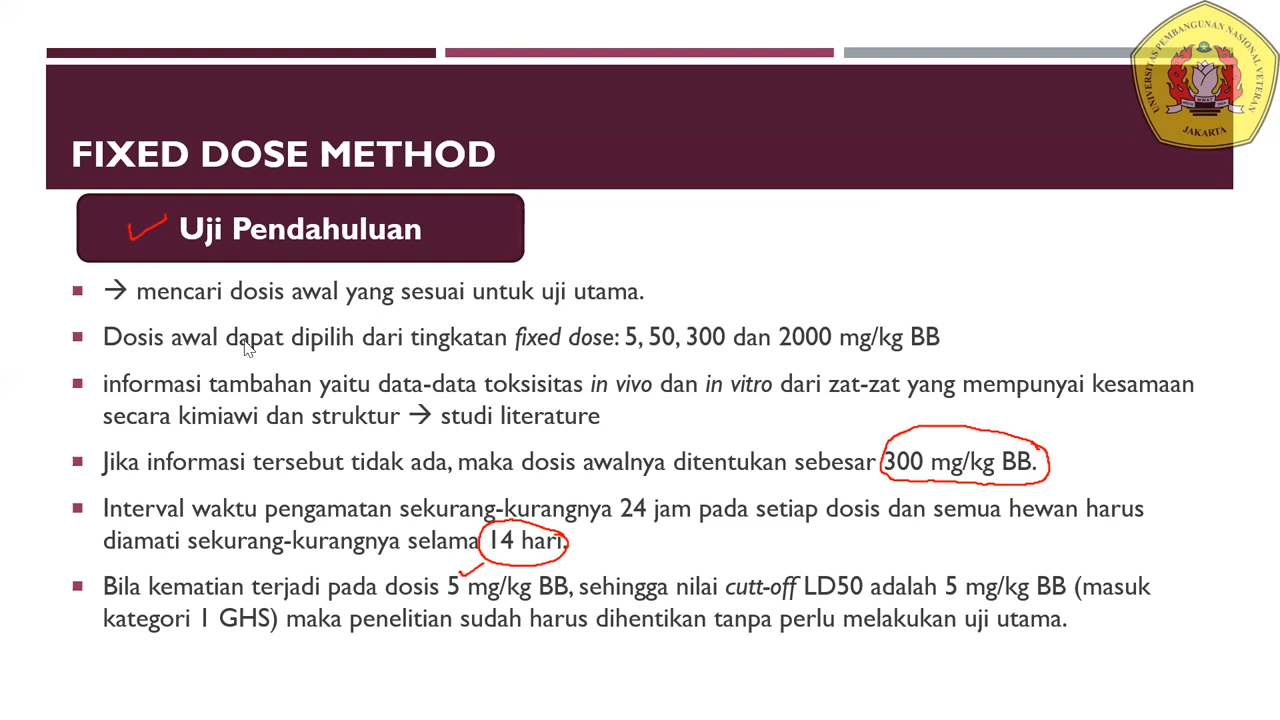 UNIVERSITAS PEMBANGUNAN NASIONAL VETERAN
JAKARTA
FIXED DOSE METHOD
Uji Pendahuluan
→ mencari dosis awal yang sesuai untuk uji utama.
Dosis awal dapat dipilih dari tingkatan fixed dose: 5, 50, 300 dan 2000 mg/kg BB
informasi tambahan yaitu data-data toksisitas in vivo dan in vitro dari zat-zat yang mempunyai kesamaan
secara kimiawi dan struktur → studi literature
Jika informasi tersebut tidak ada, maka dosis awalnya ditentukan sebesar 300 mg/kg BB.
Interval waktu pengamatan sekurang-kurangnya 24 jam pada setiap dosis dan semua hewan harus
diamati sekurang-kurangnya selama 14 hari.
Bila kematian terjadi pada dosis 5 mg/kg BB, sehingga nilai cutt-off LD50 adalah 5 mg/kg BB (masuk
kategori 1 GHS) maka penelitian sudah harus dihentikan tanpa perlu melakukan uji utama.